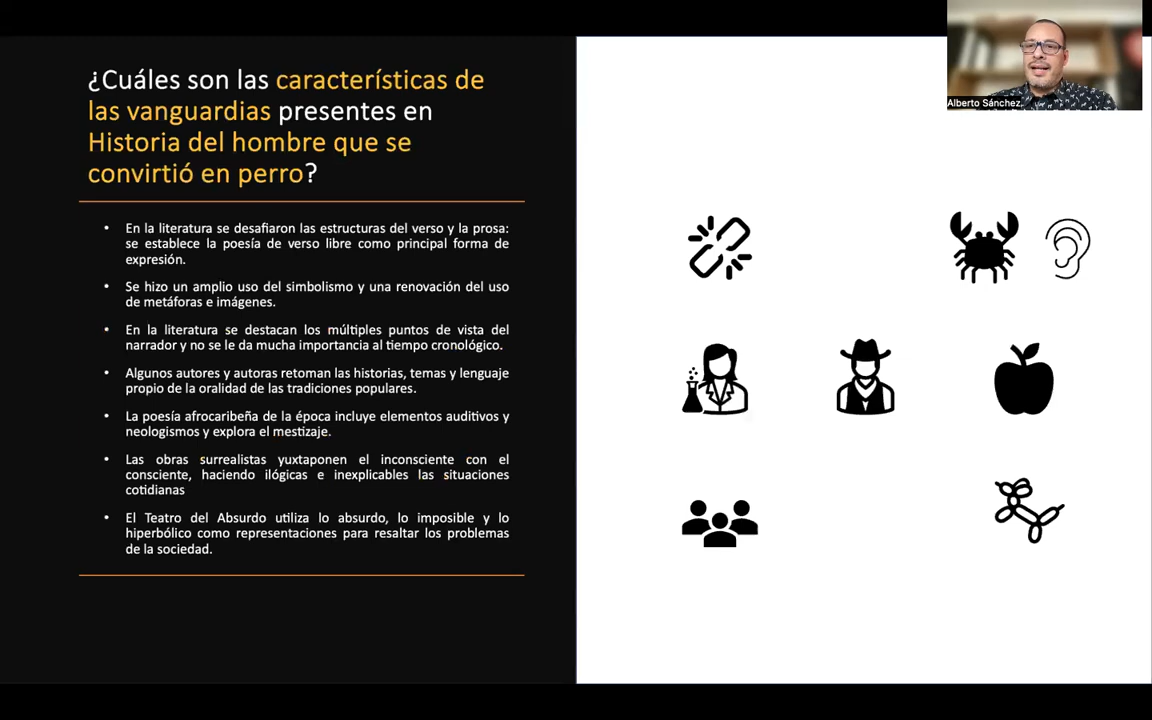 ¿Cuáles son las características de
las vanguardias presentes en
Historia del hombre que se
convirtió en perro?
• En la literatura se desafiaron las estructuras del verso y la prosa:
se establece la poesía de verso libre como principal forma de
expresión.
• Se hizo un amplio uso del simbolismo y una renovación del uso
de metáforas e imágenes.
• En la literatura se destacan los múltiples puntos de vista del
narrador y no se le da mucha importancia al tiempo cronológico.
• Algunos autores y autoras retoman las historias, temas y lenguaje
propio de la oralidad de las tradiciones populares.
• La poesía afrocaribeña de la época incluye elementos auditivos y
neologismos y explora el mestizaje.
• Las obras surrealistas yuxtaponen el inconsciente con el
consciente, haciendo ilógicas e inexplicables las situaciones
cotidianas
• El Teatro del Absurdo utiliza lo absurdo, lo imposible y lo
hiperbólico como representaciones para resaltar los problemas
de la sociedad.
Alberto Sánchez